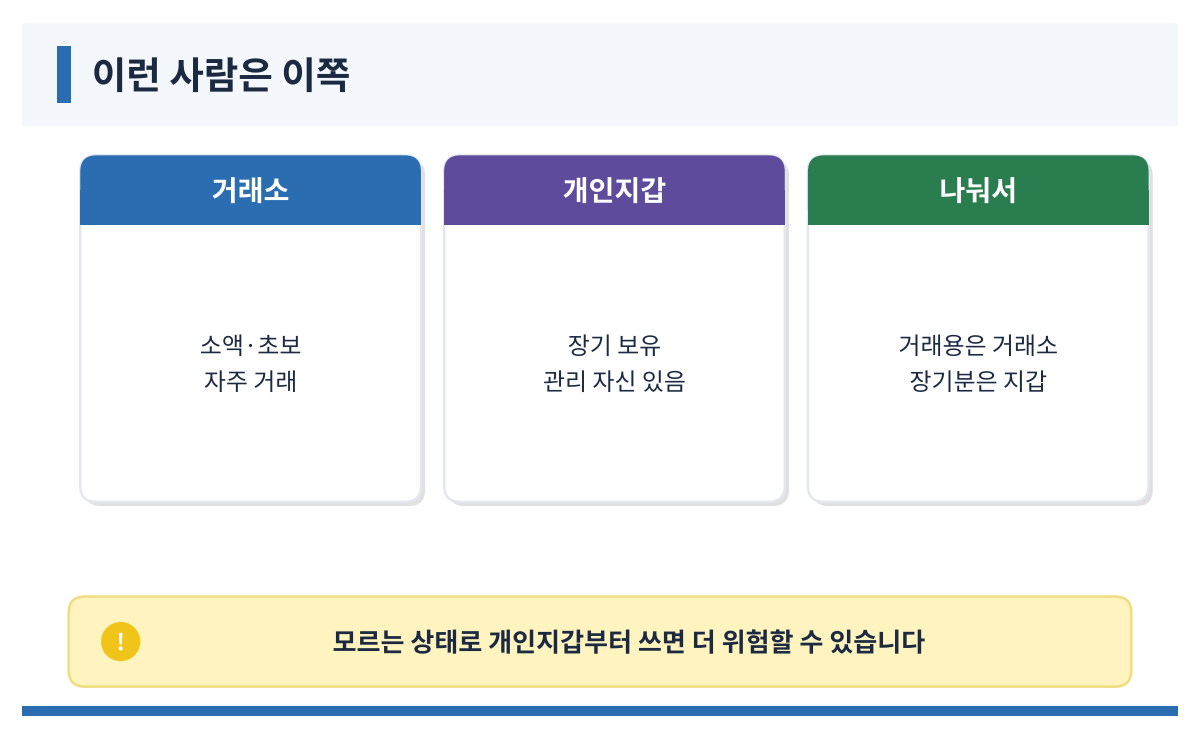 이런 사람은 이쪽
거래소
소액·초보
자주 거래
개인지갑
장기 보유
관리 자신 있음
나눠서
거래용은 거래소
장기분은 지갑
!
모르는 상태로 개인지갑부터 쓰면 더 위험할 수 있습니다